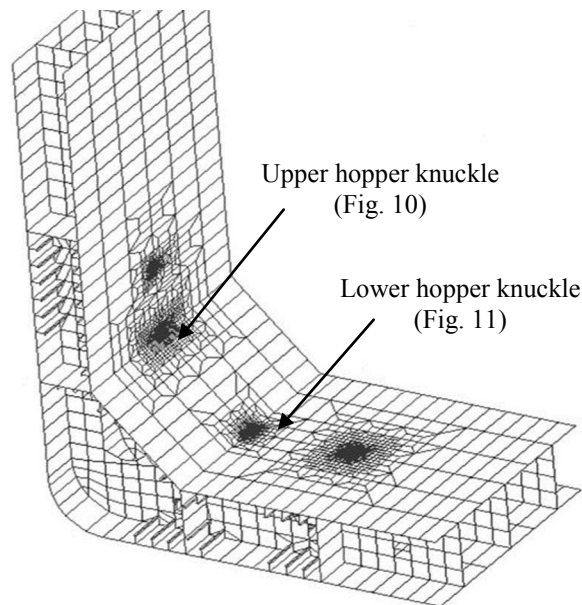 Upper hopper knuckle
(Fig. 10)
Lower hopper knuckle
(Fig. 11)